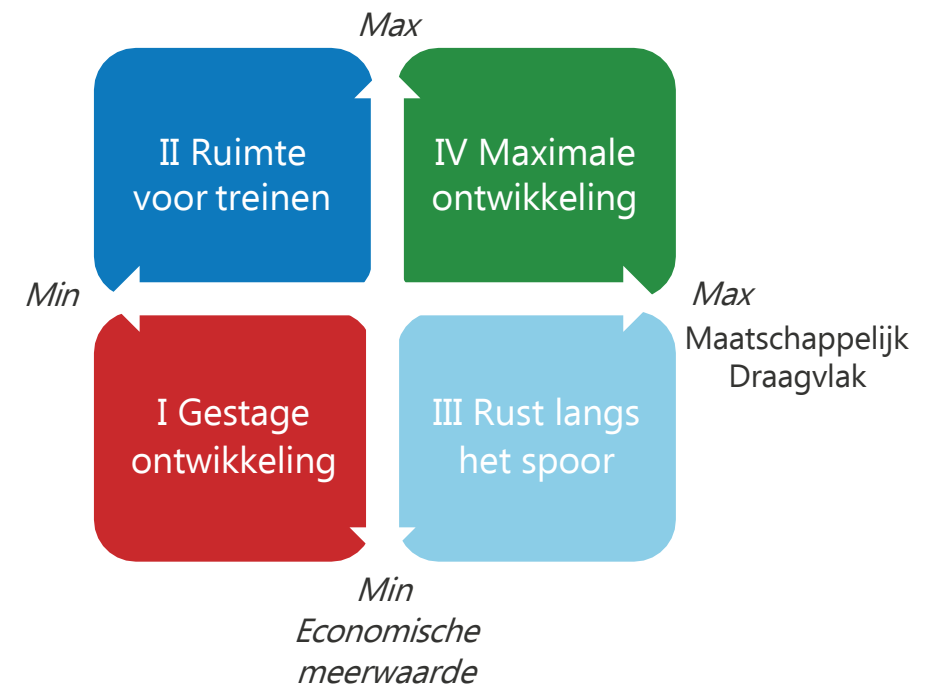 Max
II Ruimte
voor treinen
IV Maximale
ontwikkeling
Min
Max
Maatschappelijk
Draagvlak
I Gestage
ontwikkeling
III Rust langs
het spoor
Min
Economische
meerwaarde